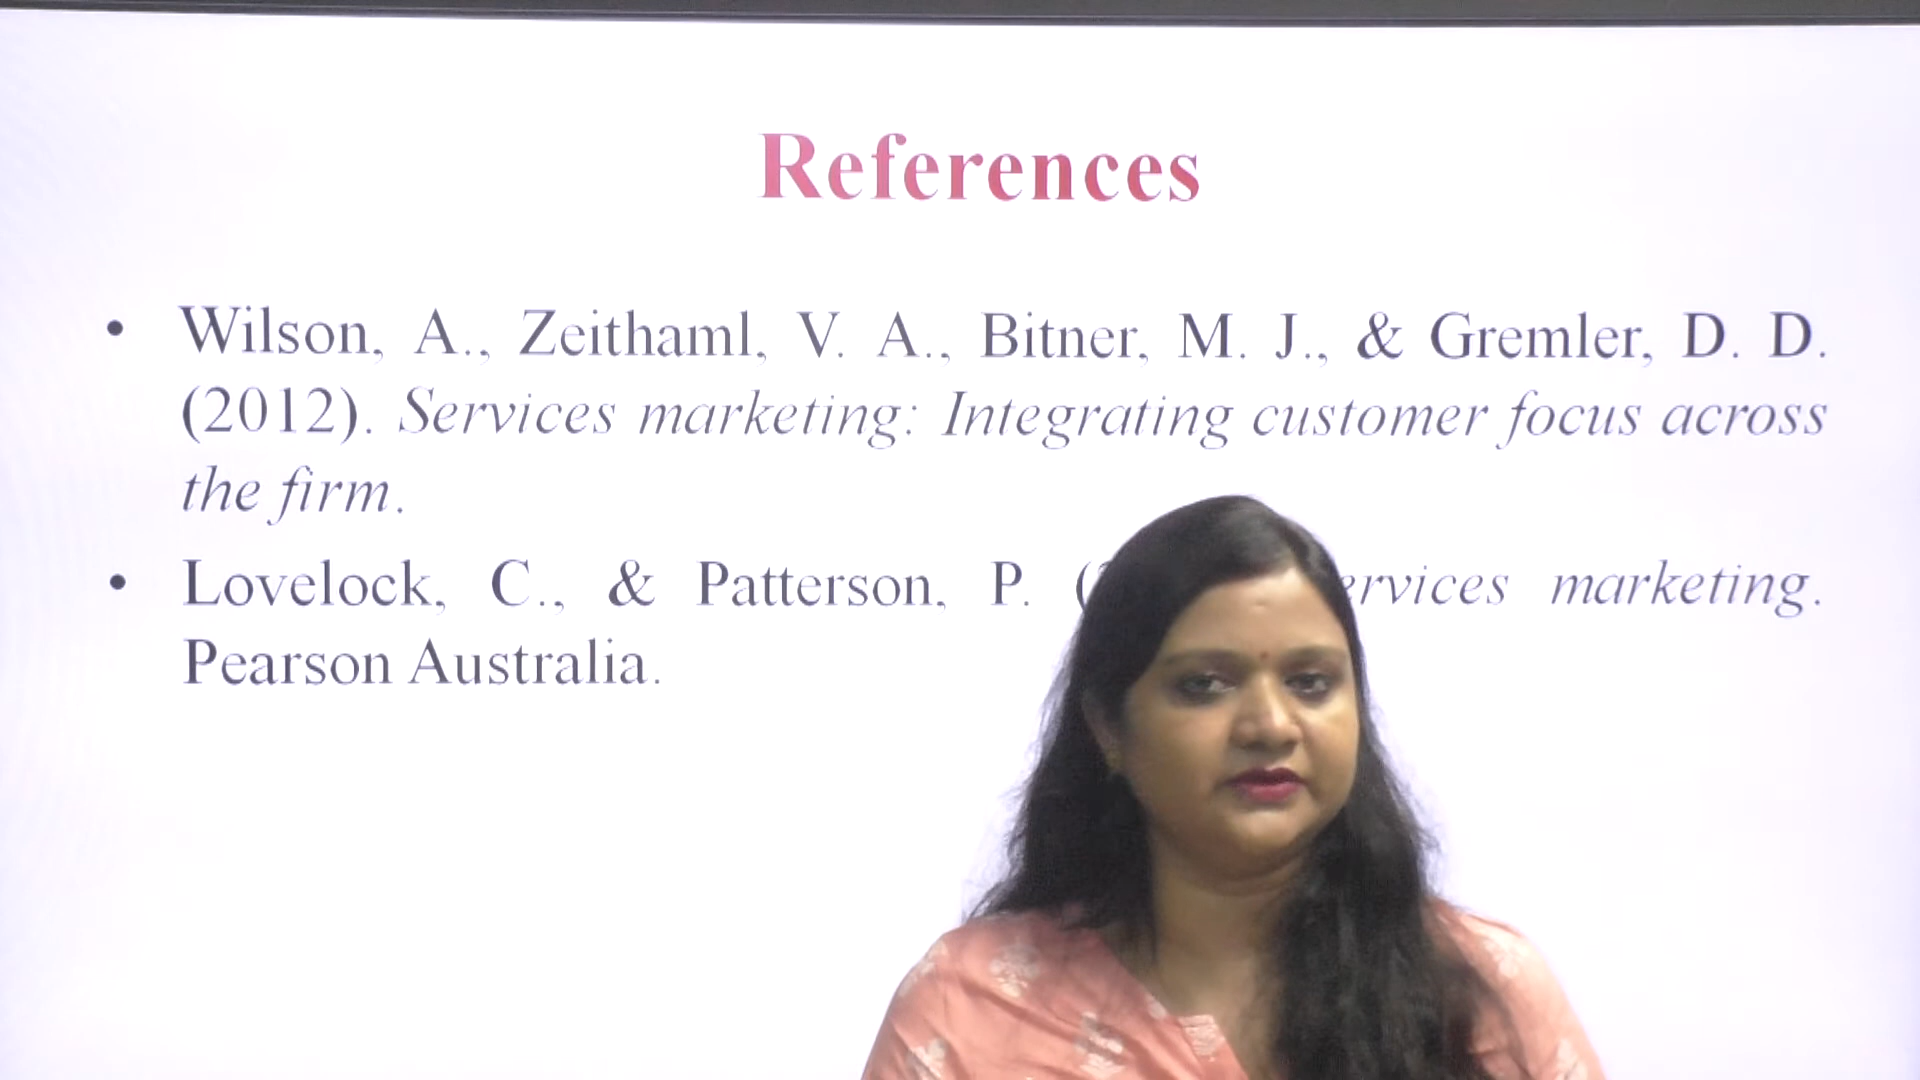 References
• Wilson, A., Zeithaml, V. A., Bitner, M. J., & Gremler, D. D.
(2012). Services marketing: Integrating customer focus across
the firm.
• Lovelock, C., & Patterson, P. ( ervices marketing.
Pearson Australia.